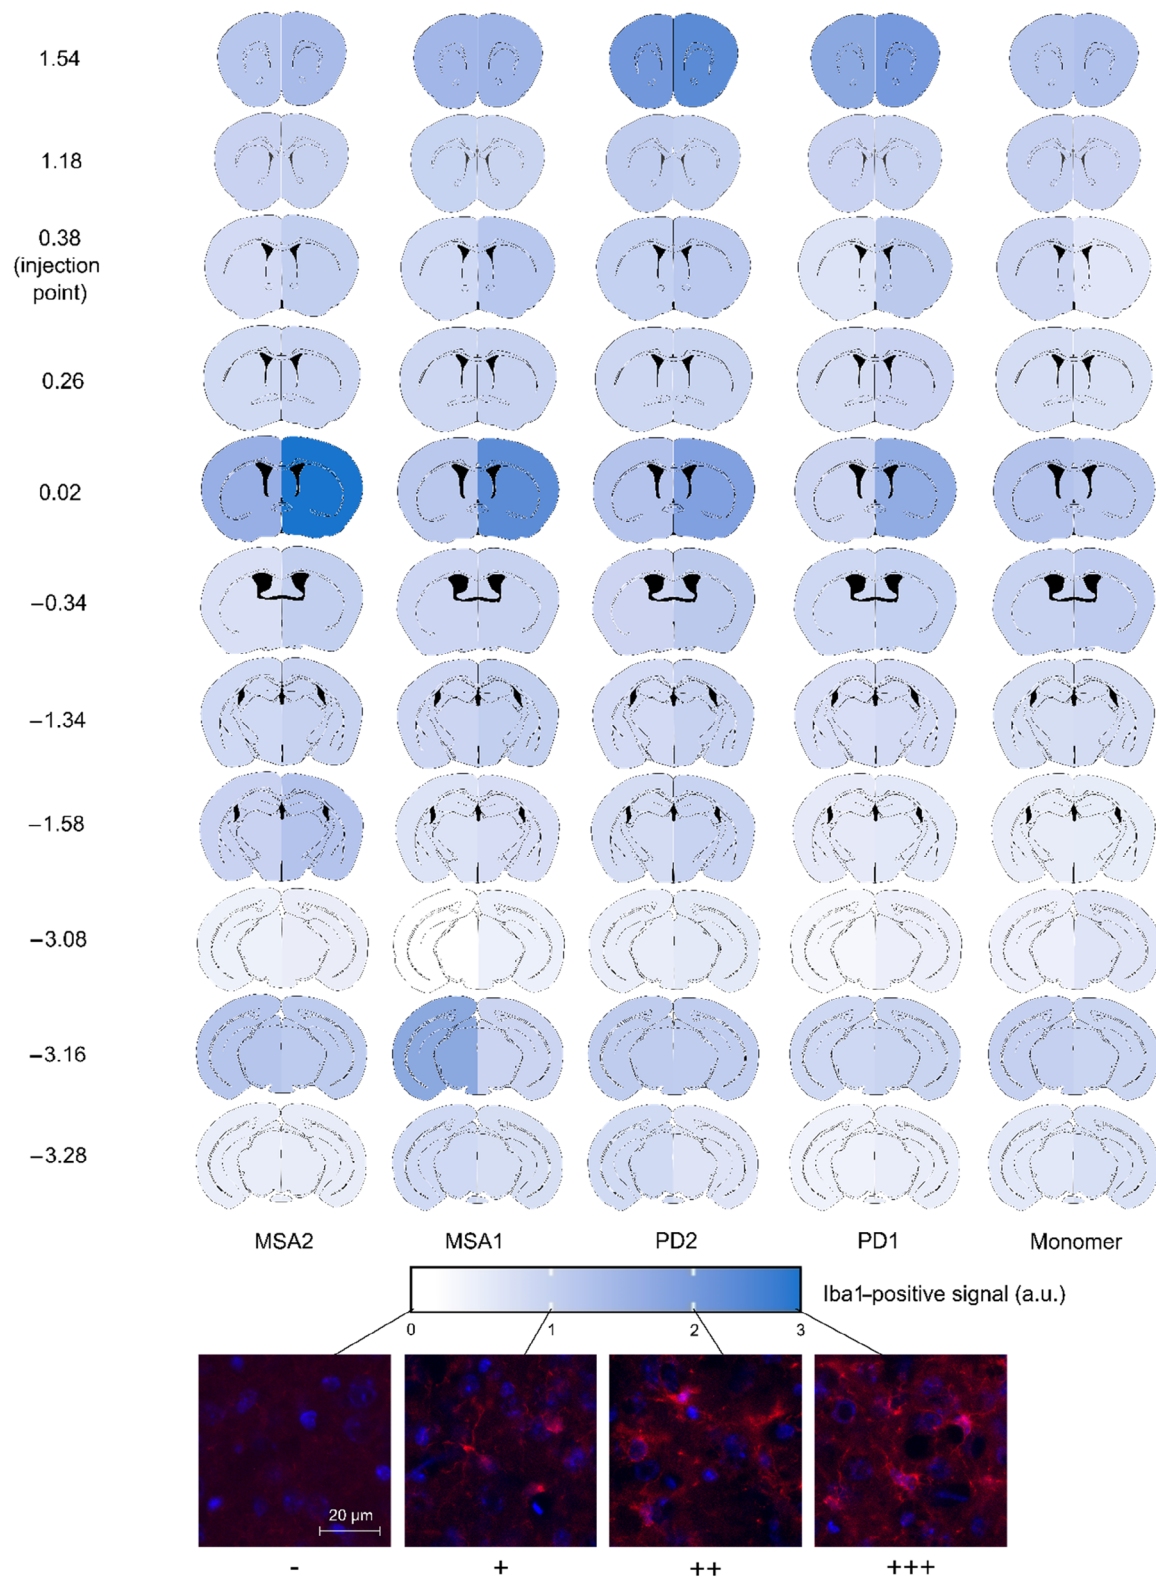 1.54
1.18
0.38
(injection
point)
0.26
0.02
−0.34
−1.34
−1.58
−3.08
−3.16
−3.28
MSA2 MSA1 PD2 PD1 Monomer
Iba1-positive signal (a.u.)
0 1 2 3
20 µm
- + ++ +++